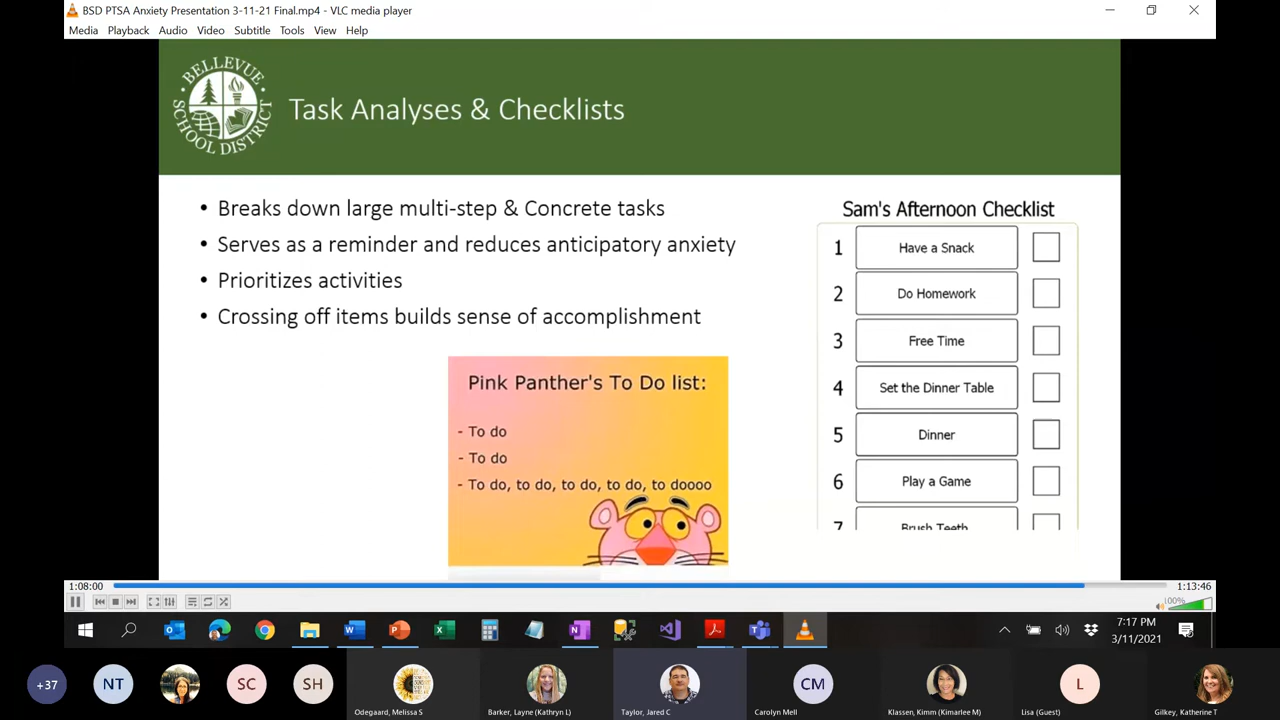 BSD PTSA Anxiety Presentation 3-11-21 Final.mp4 - VLC media player
Media Playback Audio Video Subtitle Tools View Help
BELLEVUE
SCHOOL DISTRICT
Task Analyses & Checklists
• Breaks down large multi-step & Concrete tasks
• Serves as a reminder and reduces anticipatory anxiety
• Prioritizes activities
• Crossing off items builds sense of accomplishment
Pink Panther's To Do list:
- To do
- To do
- To do, to do, to do, to do, to doooo
Sam's Afternoon Checklist
1 Have a Snack
2 Do Homework
3 Free Time
4 Set the Dinner Table
5 Dinner
6 Play a Game
7 Brush Teeth
1:08:00
1:13:46
100%
7:17 PM
3/11/2021
+37
NT
SC
SH
Odegaard, Melissa S
Barker, Layne (Kathryn L)
Taylor, Jared C
CM
Carolyn Mell
Klassen, Kimm (Kimarlee M)
L
Lisa (Guest)
Gilkey, Katherine T